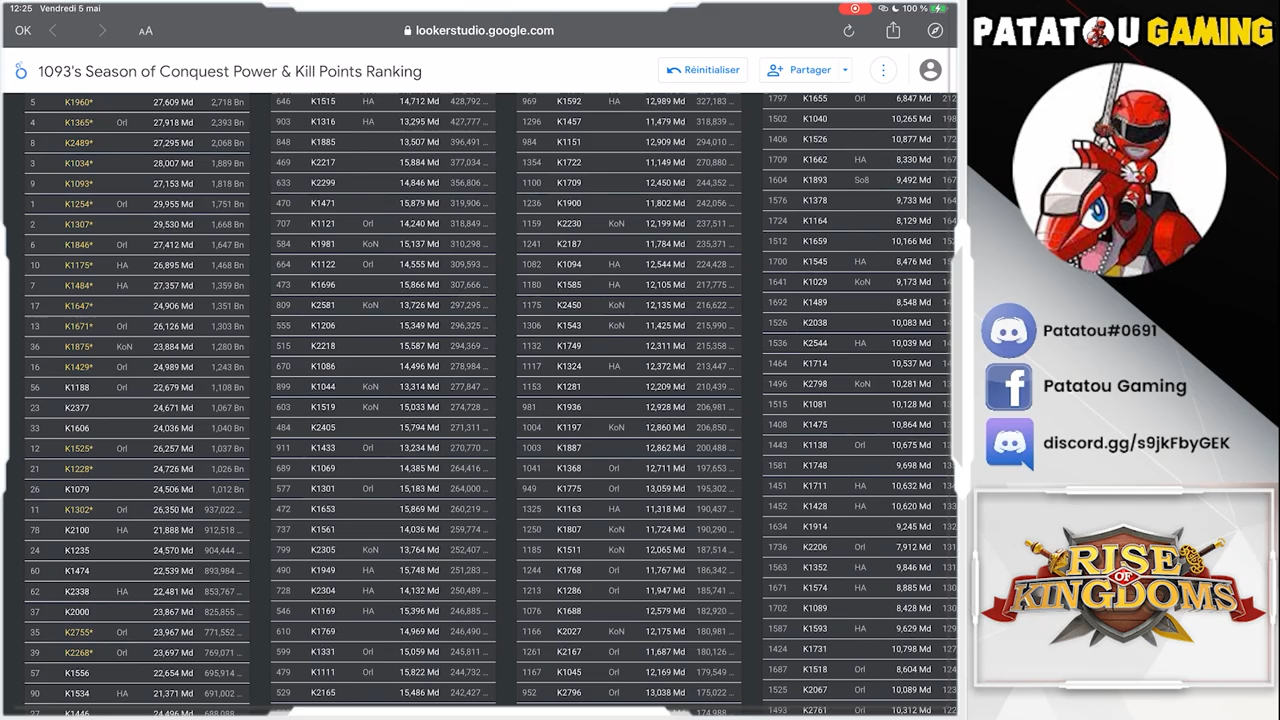 12:25 Vendredi 5 mai
100 %
OK AA lookerstudio.google.com
1093's Season of Conquest Power & Kill Points Ranking Réinitialiser Partager
5 K1960* 27,609 Md 2,718 Bn 646 K1515 HA 14,712 Md 428,792 ... 969 K1592 HA 12,989 Md 327,183 ... 1797 K1655 Orl 6,847 Md 212
4 K1365* Orl 27,918 Md 2,393 Bn 903 K1316 HA 13,295 Md 427,777 ... 1296 K1457 11,479 Md 318,839 ... 1502 K1040 10,265 Md 198
8 K2489* 27,295 Md 2,068 Bn 848 K1885 13,507 Md 396,491 ... 984 K1151 12,909 Md 294,010 ... 1406 K1526 10,877 Md 172
3 K1034* 28,007 Md 1,889 Bn 469 K2217 15,884 Md 377,034 ... 1354 K1722 11,149 Md 270,880 ... 1709 K1662 HA 8,330 Md 167
9 K1093* 27,153 Md 1,818 Bn 633 K2299 14,846 Md 356,806 ... 1100 K1709 12,450 Md 244,352 ... 1604 K1893 So8 9,492 Md 167
1 K1254* Orl 29,955 Md 1,751 Bn 470 K1471 15,879 Md 319,906 ... 1236 K1900 11,802 Md 242,056 ... 1576 K1378 9,733 Md
2 K1307* 29,530 Md 1,668 Bn 707 K1121 Orl 14,240 Md 318,849 ... 1159 K2230 KoN 12,199 Md 237,511 ... 1724 K1164 8,129 Md
6 K1846* Orl 27,412 Md 1,647 Bn 584 K1981 KoN 15,137 Md 310,298 ... 1241 K2187 11,784 Md 235,371 ... 1512 K1659 10,166 Md
10 K1175* HA 26,895 Md 1,468 Bn 664 K1122 Orl 14,555 Md 309,593 ... 1082 K1094 HA 12,544 Md 224,428 ... 1700 K1545 HA 8,476 Md
7 K1484* HA 27,357 Md 1,359 Bn 473 K1696 15,866 Md 307,666 ... 1180 K1585 HA 12,105 Md 217,775 ... 1641 K1029 KoN 9,173 Md
17 K1647* 24,906 Md 1,351 Bn 809 K2581 KoN 13,726 Md 297,295 ... 1175 K2450 KoN 12,135 Md 216,622 ... 1692 K1489 8,548 Md
13 K1671* Orl 26,126 Md 1,303 Bn 555 K1206 15,349 Md 296,325 ... 1306 K1543 KoN 11,425 Md 215,990 ... 1526 K2038 10,083 Md
36 K1875* KoN 23,884 Md 1,280 Bn 515 K2218 15,587 Md 294,369 ... 1132 K1749 12,311 Md 215,358 ... 1536 K2544 HA 10,039 Md
16 K1429* Orl 24,989 Md 1,243 Bn 670 K1086 14,496 Md 278,984 ... 1117 K1324 HA 12,372 Md 213,447 ... 1464 K1714 10,537 Md
56 K1188 Orl 22,679 Md 1,108 Bn 899 K1044 KoN 13,314 Md 277,847 ... 1153 K1281 12,209 Md 210,439 ... 1496 K2798 KoN 10,281 Md
23 K2377 24,671 Md 1,067 Bn 603 K1519 KoN 15,033 Md 274,728 ... 981 K1936 12,928 Md 206,981 ... 1515 K1081 10,128 Md
33 K1606 24,036 Md 1,040 Bn 484 K2405 15,794 Md 271,311 ... 1004 K1197 KoN 12,860 Md 206,850 ... 1408 K1475 10,864 Md
12 K1525* Orl 26,257 Md 1,037 Bn 911 K1433 Orl 13,234 Md 270,770 ... 1003 K1887 12,862 Md 200,488 ... 1443 K1138 Orl 10,675 Md
21 K1228* Orl 24,726 Md 1,026 Bn 689 K1069 14,385 Md 264,416 ... 1041 K1368 Orl 12,711 Md 197,653 ... 1581 K1748 9,698 Md
26 K1079 24,506 Md 1,012 Bn 577 K1301 Orl 15,183 Md 264,000 ... 949 K1775 Orl 13,059 Md 195,302 ... 1451 K1711 HA 10,632 Md
11 K1302* Orl 26,350 Md 937,022 ... 472 K1653 15,869 Md 260,219 ... 1325 K1163 HA 11,318 Md 190,437 ... 1452 K1428 HA 10,620 Md
78 K2100 HA 21,888 Md 912,518 ... 737 K1561 14,036 Md 259,774 ... 1250 K1807 KoN 11,724 Md 190,290 ... 1634 K1914 9,245 Md
24 K1235 24,570 Md 904,444 ... 799 K2305 KoN 13,764 Md 252,407 ... 1185 K1511 KoN 12,065 Md 187,514 ... 1736 K2206 Orl 7,912 Md
60 K1474 22,539 Md 893,984 ... 490 K1949 HA 15,748 Md 251,283 ... 1244 K1768 Orl 11,767 Md 186,342 ... 1563 K1352 HA 9,846 Md
62 K2338 HA 22,481 Md 853,767 ... 728 K2304 HA 14,132 Md 250,489 ... 1213 K1286 Orl 11,947 Md 185,741 ... 1671 K1574 HA 8,885 Md
37 K2000 23,867 Md 825,855 ... 546 K1169 HA 15,396 Md 246,885 ... 1076 K1688 12,579 Md 182,920 ... 1702 K1089 8,428 Md
35 K2755* Orl 23,967 Md 771,552 ... 610 K1769 14,969 Md 246,490 ... 1166 K2027 KoN 12,175 Md 180,981 ... 1587 K1593 HA 9,629 Md
39 K2268* Orl 23,697 Md 769,071 ... 599 K1331 Orl 15,059 Md 245,811 ... 1261 K2167 Orl 11,687 Md 180,126 ... 1424 K1731 10,798 Md
57 K1556 22,654 Md 695,914 ... 479 K1111 Orl 15,822 Md 244,732 ... 1167 K1045 Orl 12,169 Md 179,549 ... 1687 K1518 Orl 8,604 Md
90 K1534 HA 21,371 Md 691,002 ... 529 K2165 15,486 Md 242,427 ... 952 K2796 Orl 13,038 Md 175,022 ... 1525 K2067 Orl 10,089 Md
27 K1446 24,496 Md 688,088 174,988 1493 K2761 Orl 10,312 Md
PATATOU GAMING
Patatou#0691
Patatou Gaming
discord.gg/s9jkFbyGEK
RISE
OF
KINGDOMS